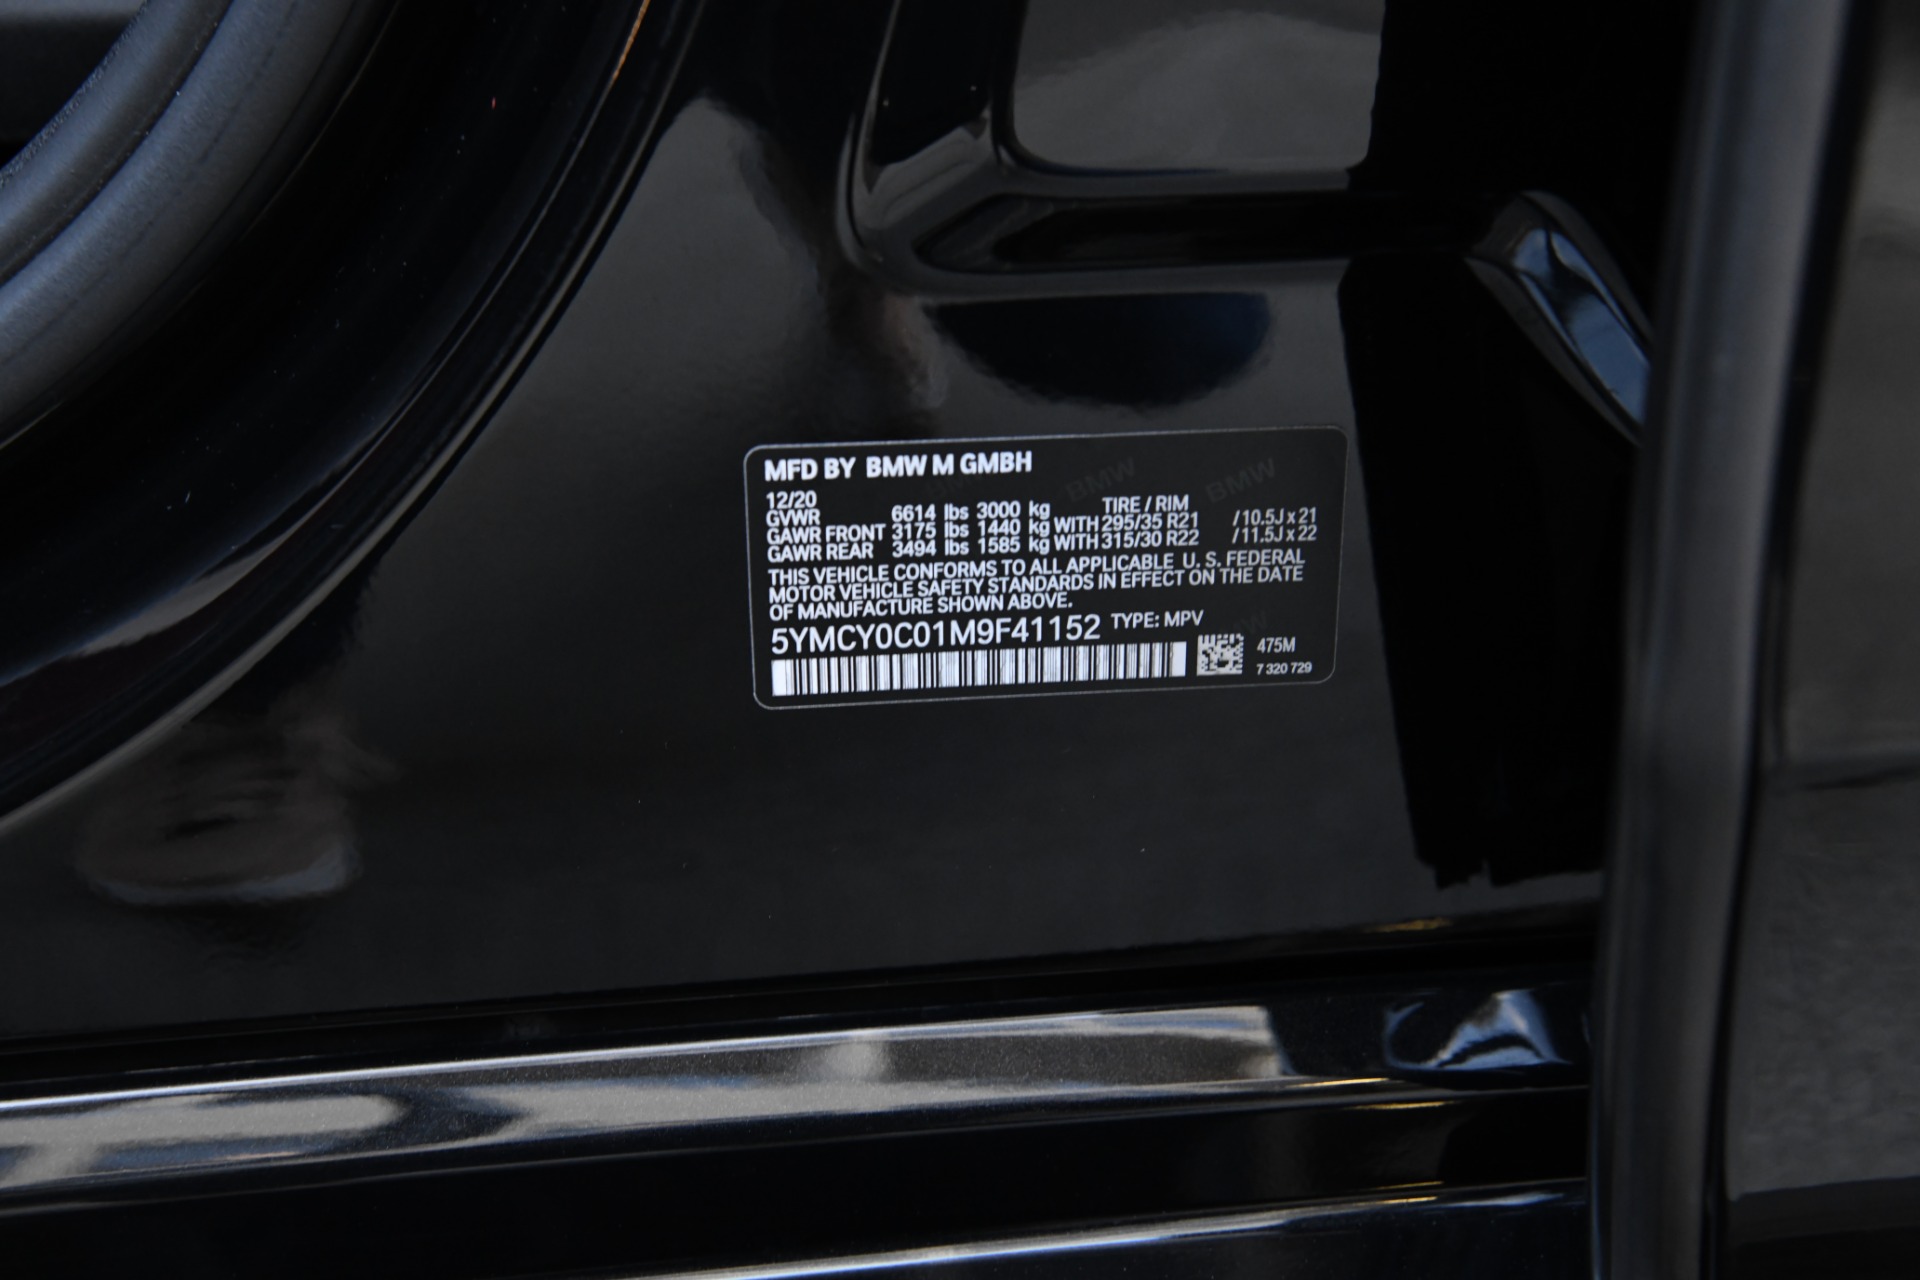 MFD BY BMW M GMBH
12/20 TIRE / RIM
GVWR 6614 lbs 3000 kg
GAWR FRONT 3175 lbs 1440 kg WITH 295/35 R21 /10.5J x 21
GAWR REAR 3494 lbs 1585 kg WITH 315/30 R22 /11.5J x 22
THIS VEHICLE CONFORMS TO ALL APPLICABLE U. S. FEDERAL
MOTOR VEHICLE SAFETY STANDARDS IN EFFECT ON THE DATE
OF MANUFACTURE SHOWN ABOVE.
5YMCY0C01M9F41152 TYPE: MPV
475M
7 320 729
BMW BMW